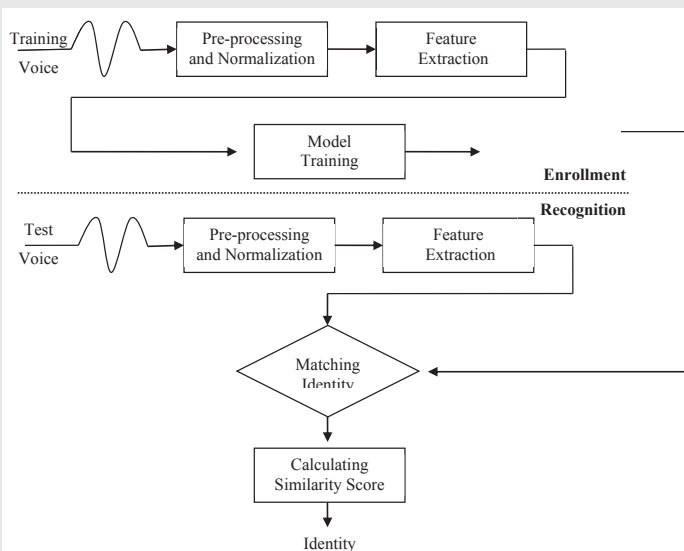 Training
Voice
Pre-processing
and Normalization
Feature
Extraction
Model
Training
Enrollment
Recognition
Test
Voice
Pre-processing
and Normalization
Feature
Extraction
Matching
Identity
Calculating
Similarity Score
Identity